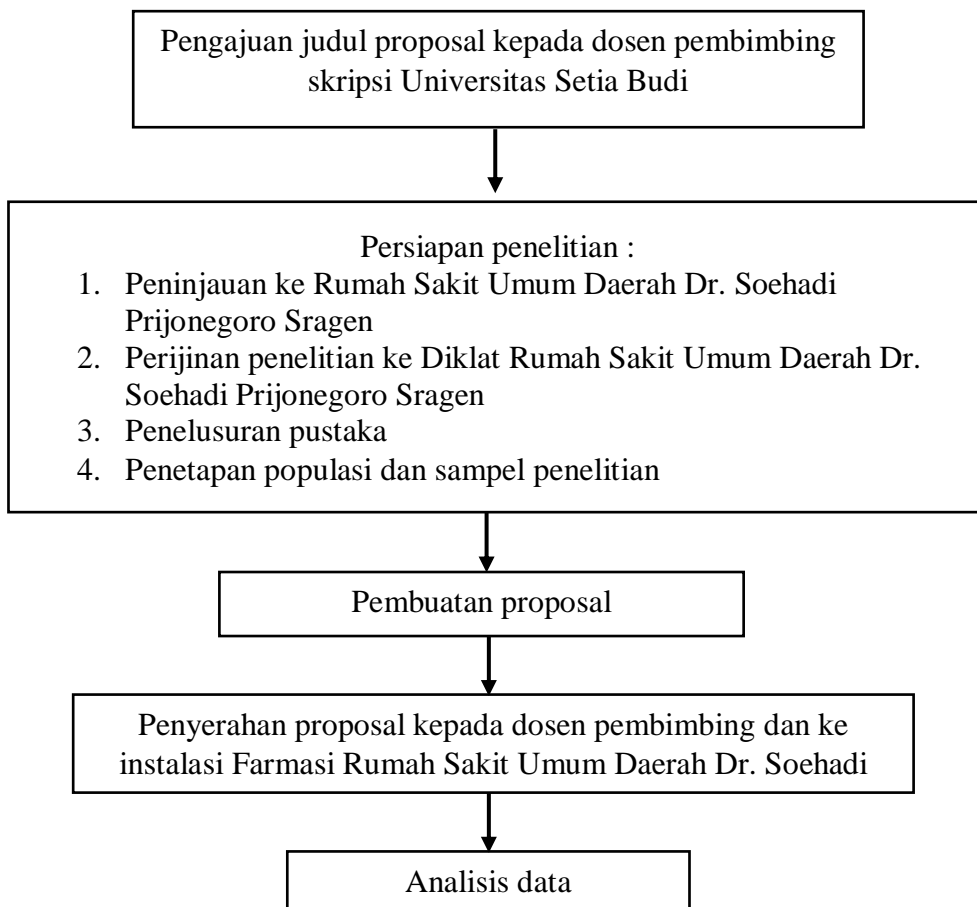 Pengajuan judul proposal kepada dosen pembimbing
skripsi Universitas Setia Budi
Persiapan penelitian :
1. Peninjauan ke Rumah Sakit Umum Daerah Dr. Soehadi
Prijonegoro Sragen
2. Perijinan penelitian ke Diklat Rumah Sakit Umum Daerah Dr.
Soehadi Prijonegoro Sragen
3. Penelusuran pustaka
4. Penetapan populasi dan sampel penelitian
Pembuatan proposal
Penyerahan proposal kepada dosen pembimbing dan ke
instalasi Farmasi Rumah Sakit Umum Daerah Dr. Soehadi
Analisis data